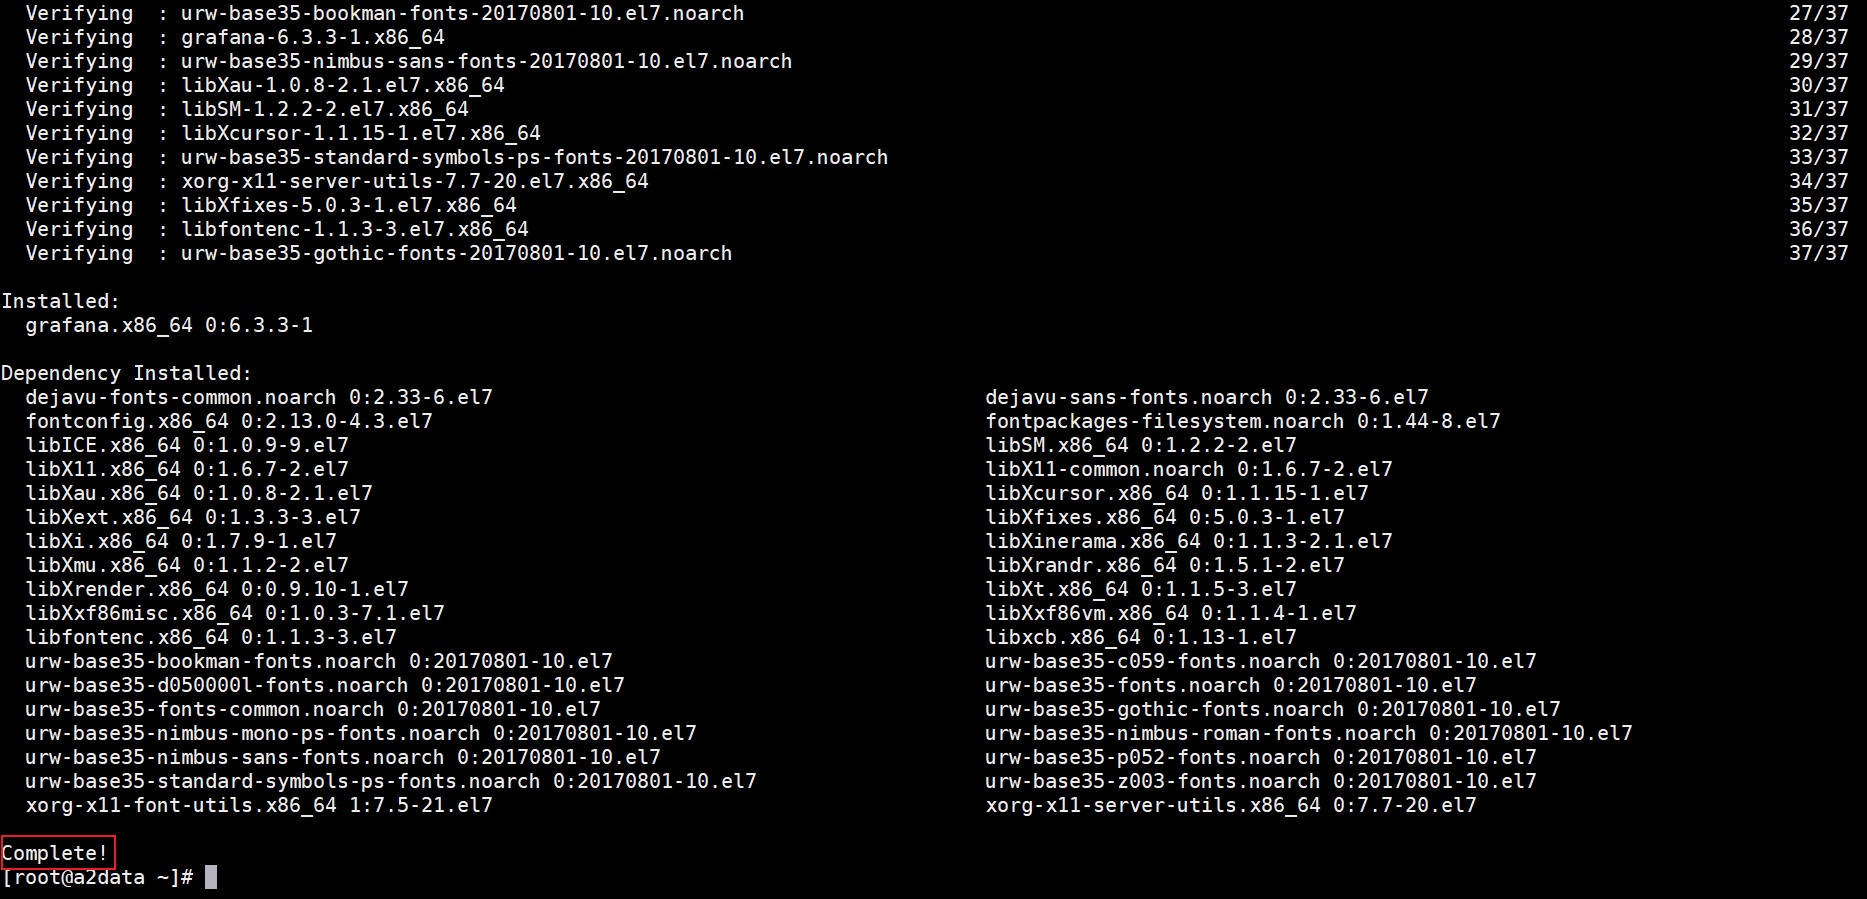 Verifying  : urw-base35-bookman-fonts-20170801-10.el7.noarch 27/37
Verifying  : grafana-6.3.3-1.x86_64 28/37
Verifying  : urw-base35-nimbus-sans-fonts-20170801-10.el7.noarch 29/37
Verifying  : libXau-1.0.8-2.1.el7.x86_64 30/37
Verifying  : libSM-1.2.2-2.el7.x86_64 31/37
Verifying  : libXcursor-1.1.15-1.el7.x86_64 32/37
Verifying  : urw-base35-standard-symbols-ps-fonts-20170801-10.el7.noarch 33/37
Verifying  : xorg-x11-server-utils-7.7-20.el7.x86_64 34/37
Verifying  : libXfixes-5.0.3-1.el7.x86_64 35/37
Verifying  : libfontenc-1.1.3-3.el7.x86_64 36/37
Verifying  : urw-base35-gothic-fonts-20170801-10.el7.noarch 37/37
Installed:
grafana.x86_64 0:6.3.3-1
Dependency Installed:
dejavu-fonts-common.noarch 0:2.33-6.el7 dejavu-sans-fonts.noarch 0:2.33-6.el7
fontconfig.x86_64 0:2.13.0-4.3.el7 fontpackages-filesystem.noarch 0:1.44-8.el7
libICE.x86_64 0:1.0.9-9.el7 libSM.x86_64 0:1.2.2-2.el7
libX11.x86_64 0:1.6.7-2.el7 libX11-common.noarch 0:1.6.7-2.el7
libXau.x86_64 0:1.0.8-2.1.el7 libXcursor.x86_64 0:1.1.15-1.el7
libXext.x86_64 0:1.3.3-3.el7 libXfixes.x86_64 0:5.0.3-1.el7
libXi.x86_64 0:1.7.9-1.el7 libXinerama.x86_64 0:1.1.3-2.1.el7
libXmu.x86_64 0:1.1.2-2.el7 libXrandr.x86_64 0:1.5.1-2.el7
libXrender.x86_64 0:0.9.10-1.el7 libXt.x86_64 0:1.1.5-3.el7
libXxf86misc.x86_64 0:1.0.3-7.1.el7 libXxf86vm.x86_64 0:1.1.4-1.el7
libfontenc.x86_64 0:1.1.3-3.el7 libxcb.x86_64 0:1.13-1.el7
urw-base35-bookman-fonts.noarch 0:20170801-10.el7 urw-base35-c059-fonts.noarch 0:20170801-10.el7
urw-base35-d050000l-fonts.noarch 0:20170801-10.el7 urw-base35-fonts.noarch 0:20170801-10.el7
urw-base35-fonts-common.noarch 0:20170801-10.el7 urw-base35-gothic-fonts.noarch 0:20170801-10.el7
urw-base35-nimbus-mono-ps-fonts.noarch 0:20170801-10.el7 urw-base35-nimbus-roman-fonts.noarch 0:20170801-10.el7
urw-base35-nimbus-sans-fonts.noarch 0:20170801-10.el7 urw-base35-p052-fonts.noarch 0:20170801-10.el7
urw-base35-standard-symbols-ps-fonts.noarch 0:20170801-10.el7 urw-base35-z003-fonts.noarch 0:20170801-10.el7
xorg-x11-font-utils.x86_64 1:7.5-21.el7 xorg-x11-server-utils.x86_64 0:7.7-20.el7
Complete!
[root@a2data ~]#